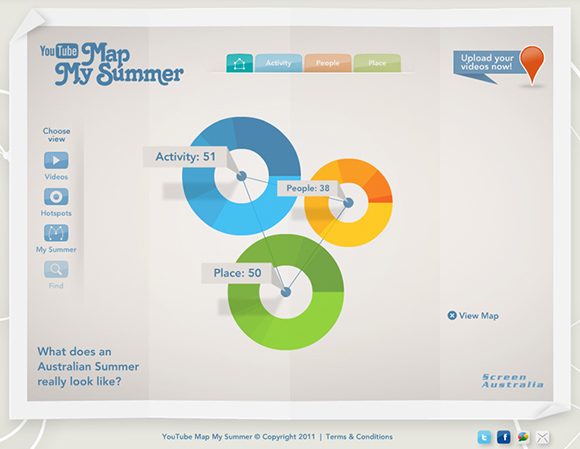 YouTube Map
My Summer
Activity
People
Place
Upload your
videos now!
Choose
view
Videos
Hotspots
My Summer
Find
Activity: 51
People: 38
Place: 50
View Map
What does an
Australian Summer
really look like?
Screen
Australia
YouTube Map My Summer © Copyright 2011 | Terms & Conditions